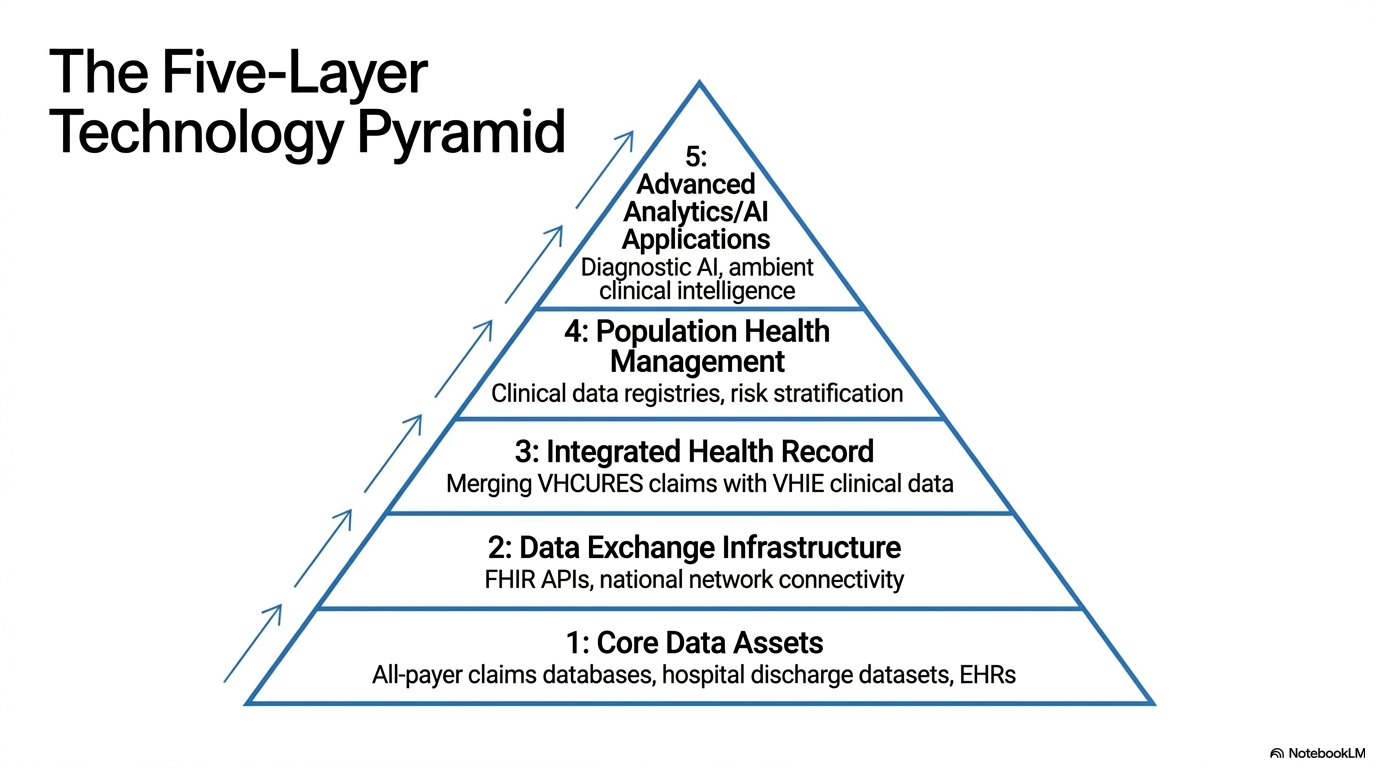 The Five-Layer
Technology Pyramid
5:
Advanced
Analytics/AI
Applications
Diagnostic AI, ambient
clinical intelligence
4: Population Health
Management
Clinical data registries, risk stratification
3: Integrated Health Record
Merging VHCURES claims with VHIE clinical data
2: Data Exchange Infrastructure
FHIR APIs, national network connectivity
1: Core Data Assets
All-payer claims databases, hospital discharge datasets, EHRs
NotebookLM